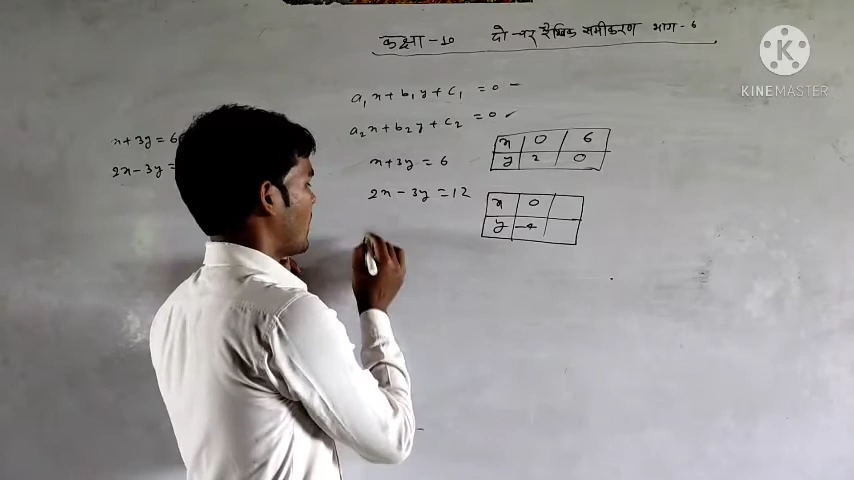 कक्षा - 10 दो चर रैखिक समीकरण भाग - 6
KINEMASTER
a₁x + b₁y + c₁ = 0 -
a₂x + b₂y + c₂ = 0 ✓
x + 3y = 6
2x - 3y =
x + 3y = 6
2x - 3y = 12
x 0 6
y 2 0
x 0
y -4